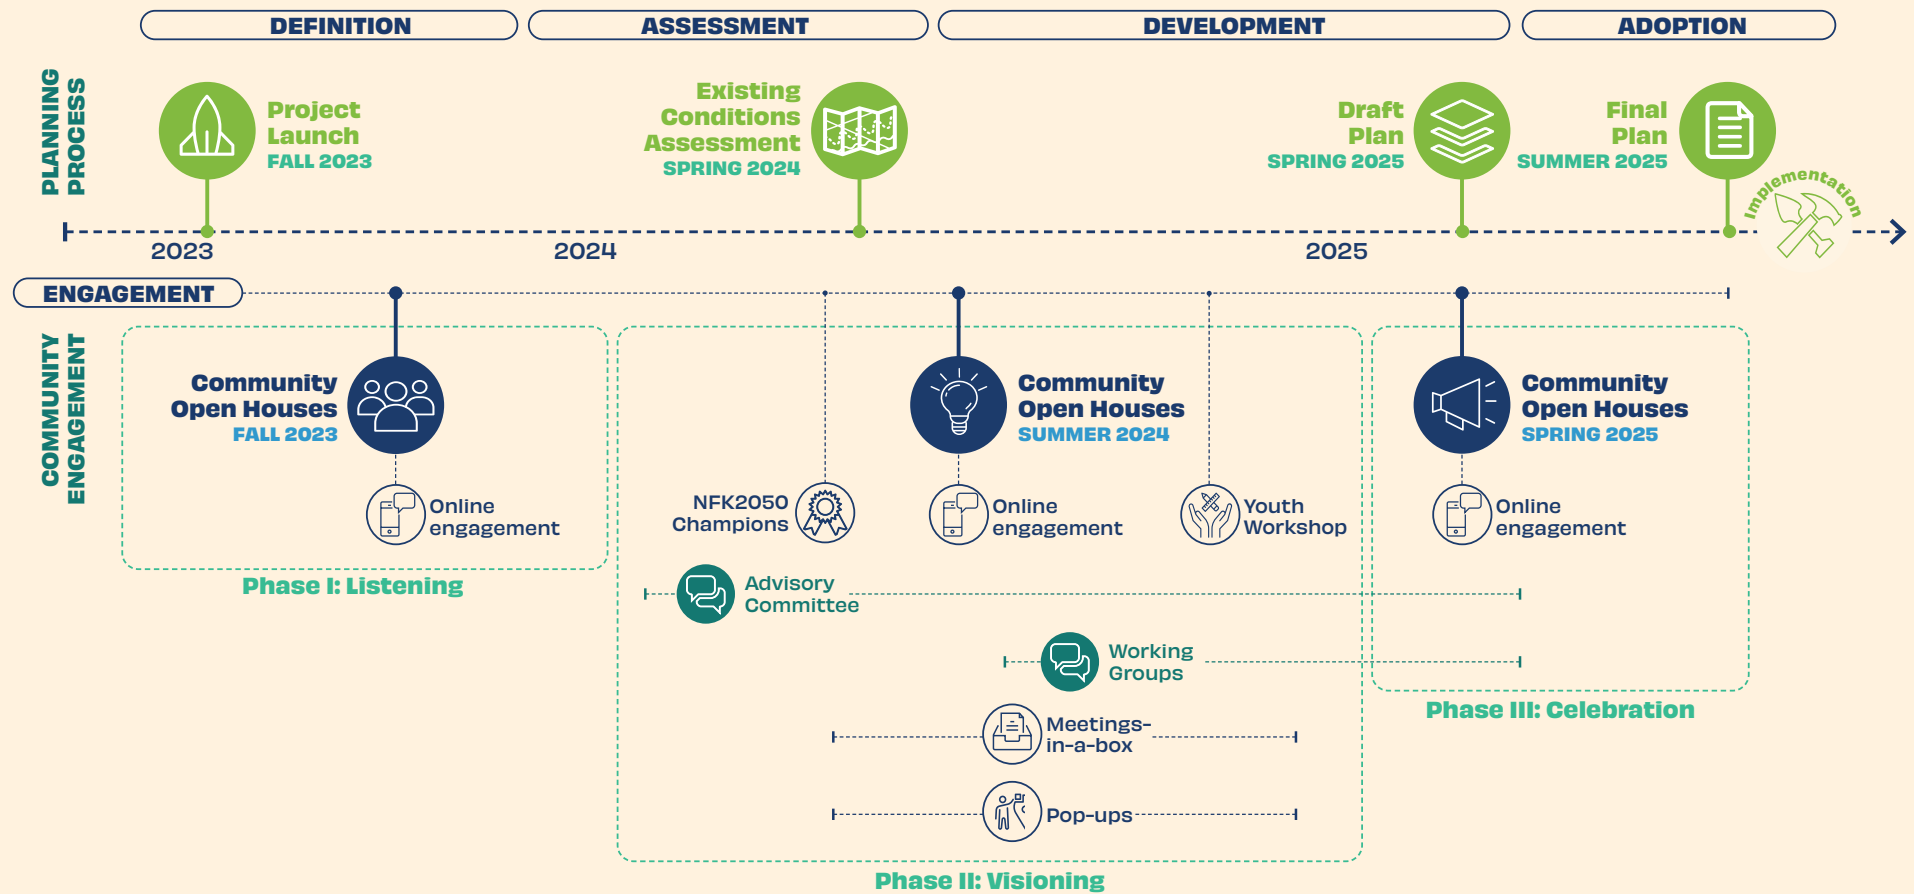 DEFINITION
ASSESSMENT
DEVELOPMENT
ADOPTION
PLANNING
PROCESS
Project
Launch
FALL 2023
Existing
Conditions
Assessment
SPRING 2024
Draft
Plan
SPRING 2025
Final
Plan
SUMMER 2025
Implementation
2023
2024
2025
ENGAGEMENT
COMMUNITY
ENGAGEMENT
Community
Open Houses
FALL 2023
Online
engagement
Phase I: Listening
NFK2050
Champions
Community
Open Houses
SUMMER 2024
Online
engagement
Youth
Workshop
Community
Open Houses
SPRING 2025
Online
engagement
Advisory
Committee
Working
Groups
Phase III: Celebration
Meetings-
in-a-box
Pop-ups
Phase II: Visioning